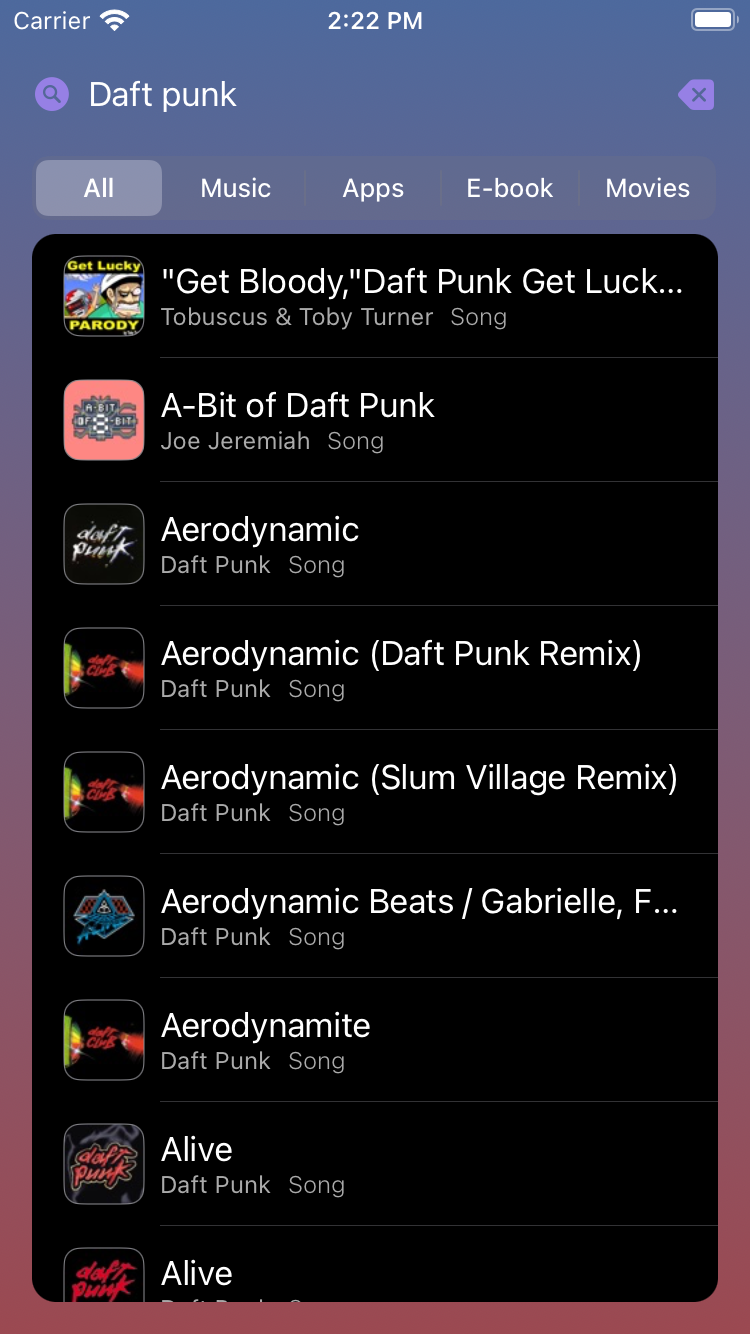 Carrier 2:22 PM
Daft punk
All Music Apps E-book Movies
Get Lucky
PARODY
"Get Bloody,"Daft Punk Get Luck...
Tobuscus & Toby Turner Song
A-BIT
OF
BIT
A-Bit of Daft Punk
Joe Jeremiah Song
daft
punk
Aerodynamic
Daft Punk Song
daft
club
Aerodynamic (Daft Punk Remix)
Daft Punk Song
daft
club
Aerodynamic (Slum Village Remix)
Daft Punk Song
Aerodynamic Beats / Gabrielle, F...
Daft Punk Song
daft
club
Aerodynamite
Daft Punk Song
daft
punk
Alive
Daft Punk Song
daft
punk
Alive